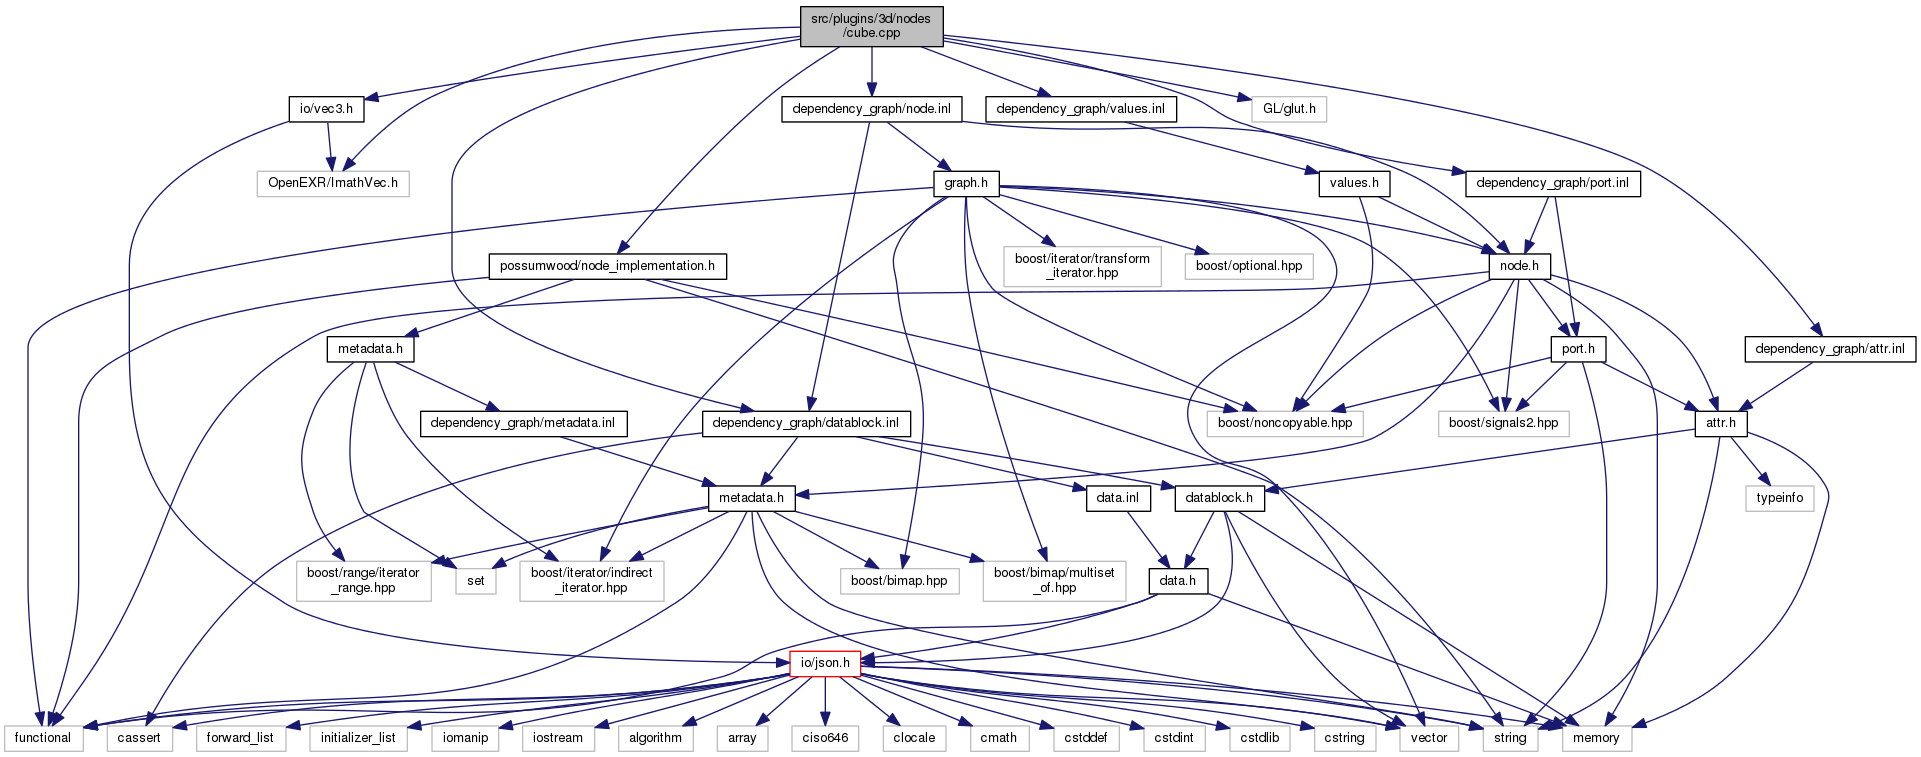 src/plugins/3d/nodes
/cube.cpp
io/vec3.h
dependency_graph/node.inl
dependency_graph/values.inl
GL/glut.h
OpenEXR/ImathVec.h
graph.h
values.h
dependency_graph/port.inl
possumwood/node_implementation.h
boost/iterator/transform
_iterator.hpp
boost/optional.hpp
node.h
metadata.h
port.h
dependency_graph/attr.inl
dependency_graph/metadata.inl
dependency_graph/datablock.inl
boost/noncopyable.hpp
boost/signals2.hpp
attr.h
metadata.h
data.inl
datablock.h
typeinfo
boost/range/iterator
_range.hpp
set
boost/iterator/indirect
_iterator.hpp
boost/bimap.hpp
boost/bimap/multiset
_of.hpp
data.h
io/json.h
functional
cassert
forward_list
initializer_list
iomanip
iostream
algorithm
array
ciso646
clocale
cmath
cstddef
cstdint
cstdlib
cstring
vector
string
memory